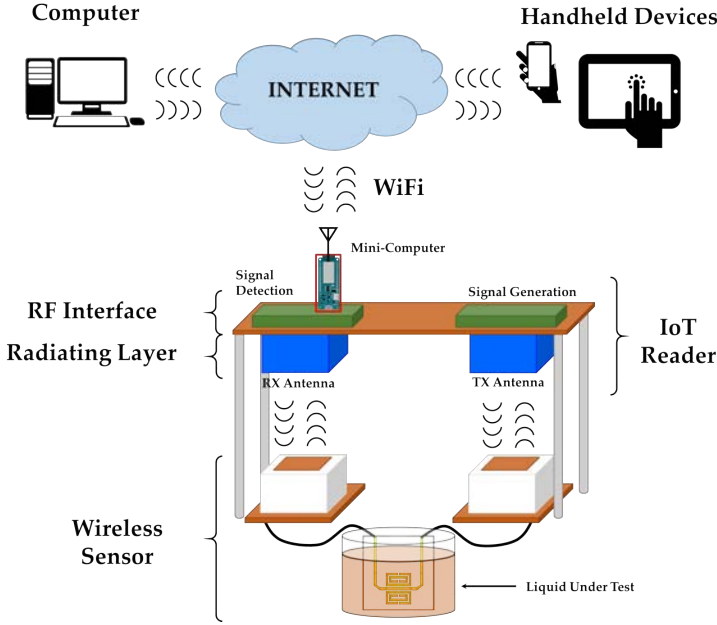 Computer
Handheld Devices
INTERNET
WiFi
Mini-Computer
Signal
Detection
Signal Generation
RF Interface
Radiating Layer
IoT
Reader
RX Antenna
TX Antenna
Wireless
Sensor
Liquid Under Test